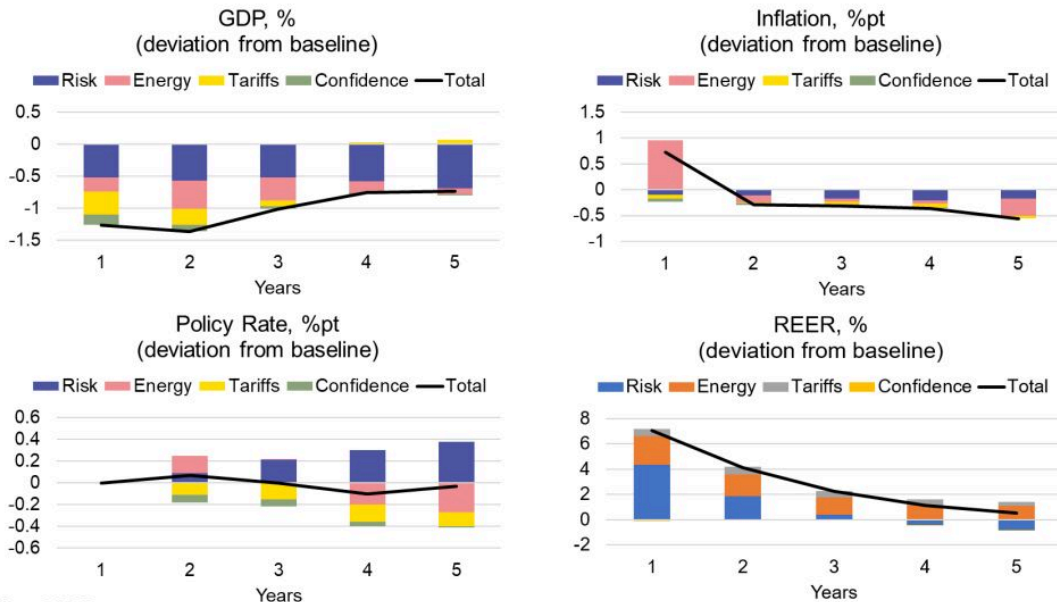 GDP, %
(deviation from baseline)
Risk Energy Tariffs Confidence Total
0.5
0
-0.5
-1
-1.5
1 2 3 4 5
Years
Inflation, %pt
(deviation from baseline)
Risk Energy Tariffs Confidence Total
1.5
1
0.5
0
-0.5
-1
1 2 3 4 5
Years
Policy Rate, %pt
(deviation from baseline)
Risk Energy Tariffs Confidence Total
0.6
0.4
0.2
0
-0.2
-0.4
-0.6
1 2 3 4 5
Years
REER, %
(deviation from baseline)
Risk Energy Tariffs Confidence Total
8
6
4
2
0
-2
1 2 3 4 5
Years